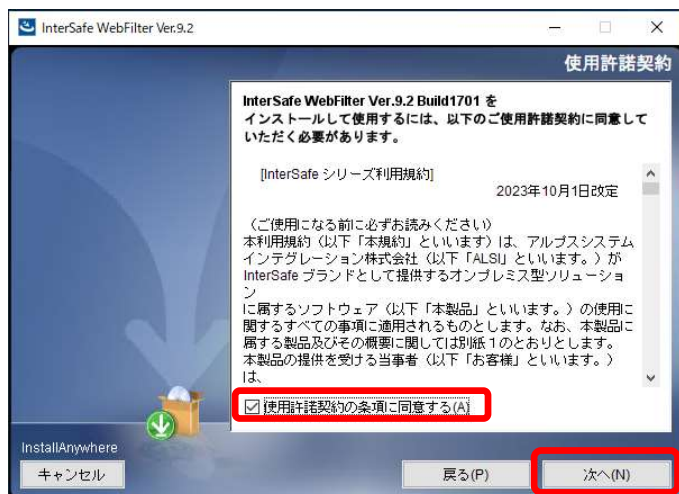 InterSafe WebFilter Ver.9.2
使用許諾契約
InterSafe WebFilter Ver.9.2 Build1701 を
インストールして使用するには、以下のご使用許諾契約に同意して
いただく必要があります。
[InterSafe シリーズ利用規約]
2023年10月1日改定
（ご使用になる前に必ずお読みください）
本利用規約（以下「本規約」といいます）は、アルプスシステム
インテグレーション株式会社（以下「ALSI」といいます。）が
InterSafe ブランドとして提供するオンプレミス型ソリューショ
ン
に属するソフトウェア（以下「本製品」といいます。）の使用に
関するすべての事項に適用されるものとします。なお、本製品に
属する製品及びその概要に関しては別紙１のとおりとします。
本製品の提供を受ける当事者（以下「お客様」といいます。）
は、
使用許諾契約の条項に同意する(A)
InstallAnywhere
キャンセル
戻る(P)
次へ(N)